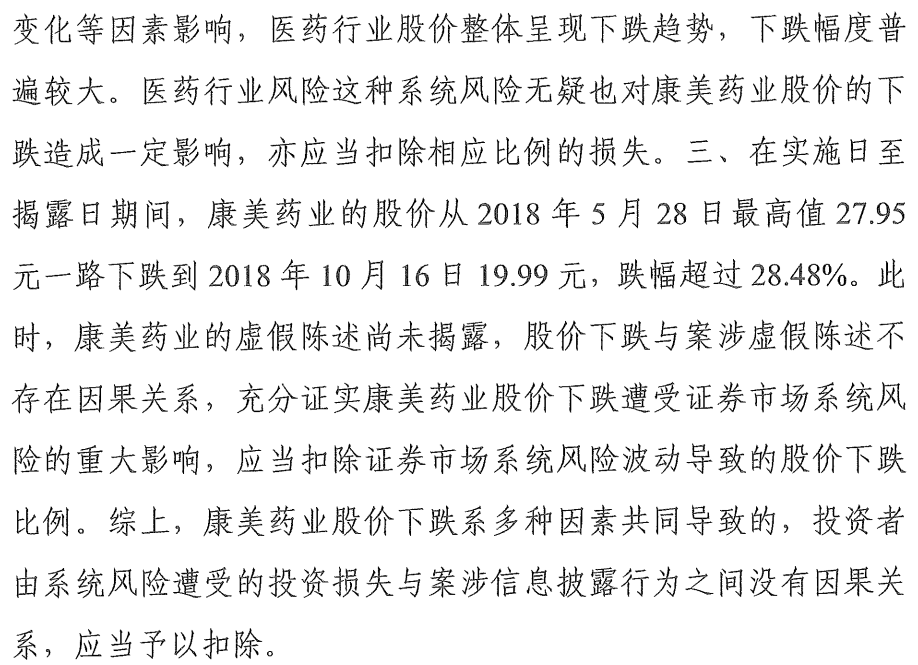 变化等因素影响，医药行业股价整体呈现下跌趋势，下跌幅度普
遍较大。医药行业风险这种系统风险无疑也对康美药业股价的下
跌造成一定影响，亦应当扣除相应比例的损失。三、在实施日至
揭露日期间，康美药业的股价从 2018 年 5 月 28 日最高值 27.95
元一路下跌到 2018 年 10 月 16 日 19.99 元，跌幅超过 28.48%。此
时，康美药业的虚假陈述尚未揭露，股价下跌与案涉虚假陈述不
存在因果关系，充分证实康美药业股价下跌遭受证券市场系统风
险的重大影响，应当扣除证券市场系统风险波动导致的股价下跌
比例。综上，康美药业股价下跌系多种因素共同导致的，投资者
由系统风险遭受的投资损失与案涉信息披露行为之间没有因果关
系，应当予以扣除。